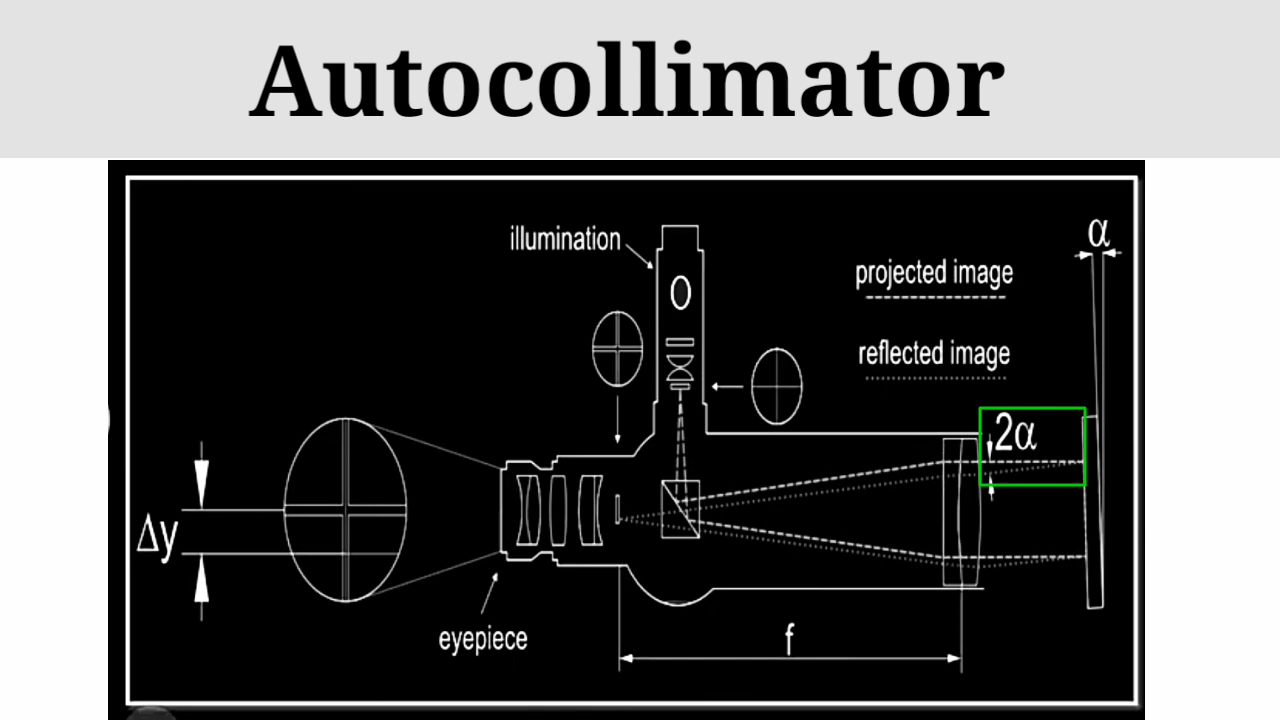 Autocollimator
illumination
α
projected image
reflected image
2α
Δy
eyepiece
f